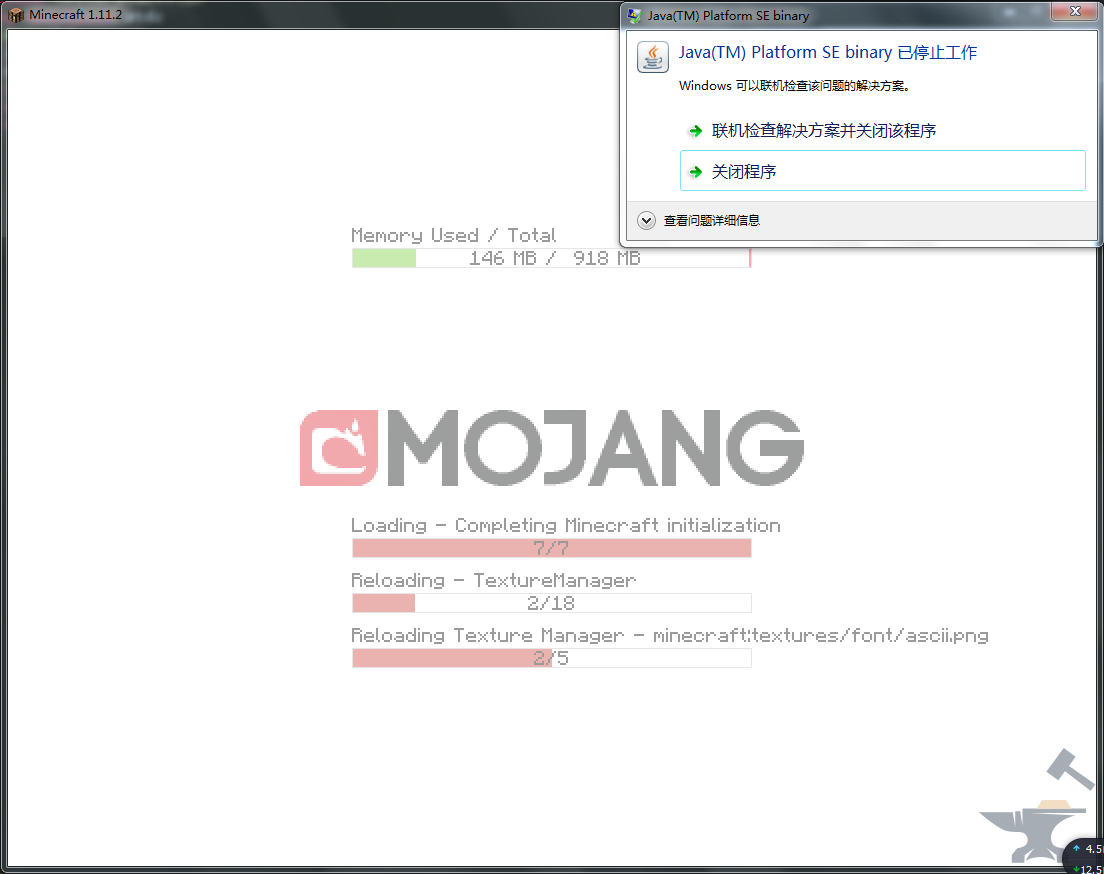 Minecraft 1.11.2
Java(TM) Platform SE binary
Java(TM) Platform SE binary 已停止工作
Windows 可以联机检查该问题的解决方案。
联机检查解决方案并关闭该程序
关闭程序
查看问题详细信息
Memory Used / Total
146 MB / 918 MB
MOJANG
Loading - Completing Minecraft initialization
7/7
Reloading - TextureManager
2/18
Reloading Texture Manager - minecraft:textures/font/ascii.png
2/5